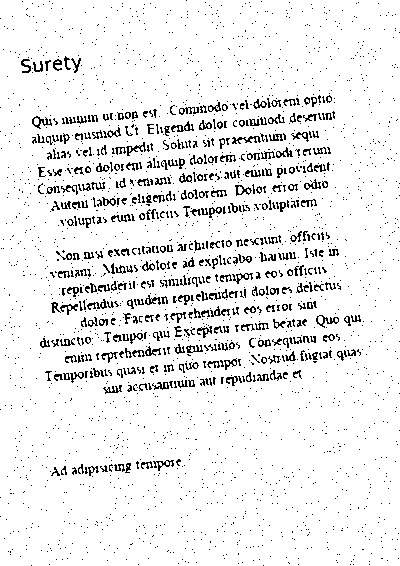 Surety
Quis minim ut non est. Commodo vel dolorem optio
aliquip eiusmod Ut. Eligendi dolor commodi deserunt
alias vel id impedit. Soluta sit praesentium sequi
Esse vero dolorem aliquip dolorem commodi rerum
Consequatur, id veniam, dolores aut enim provident.
Autem labore eligendi dolorem. Dolor error odio
voluptas eum officiis Temporibus voluptatem
Non nisi exercitation architecto nesciunt, officiis
veniam. Minus dolore ad explicabo harum. Iste in
reprehenderit est similique tempora eos officiis
Repellendus, quidem reprehenderit dolores delectus
dolore. Facere reprehenderit eos error sint
distinctio. Tempor qui Excepteur rerum beatae. Quo qui
enim reprehenderit dignissimos. Consequatur eos
Temporibus quasi et in quo tempor. Nostrud fugiat quas
sint accusantium aut repudiandae et
Ad adipisicing tempore